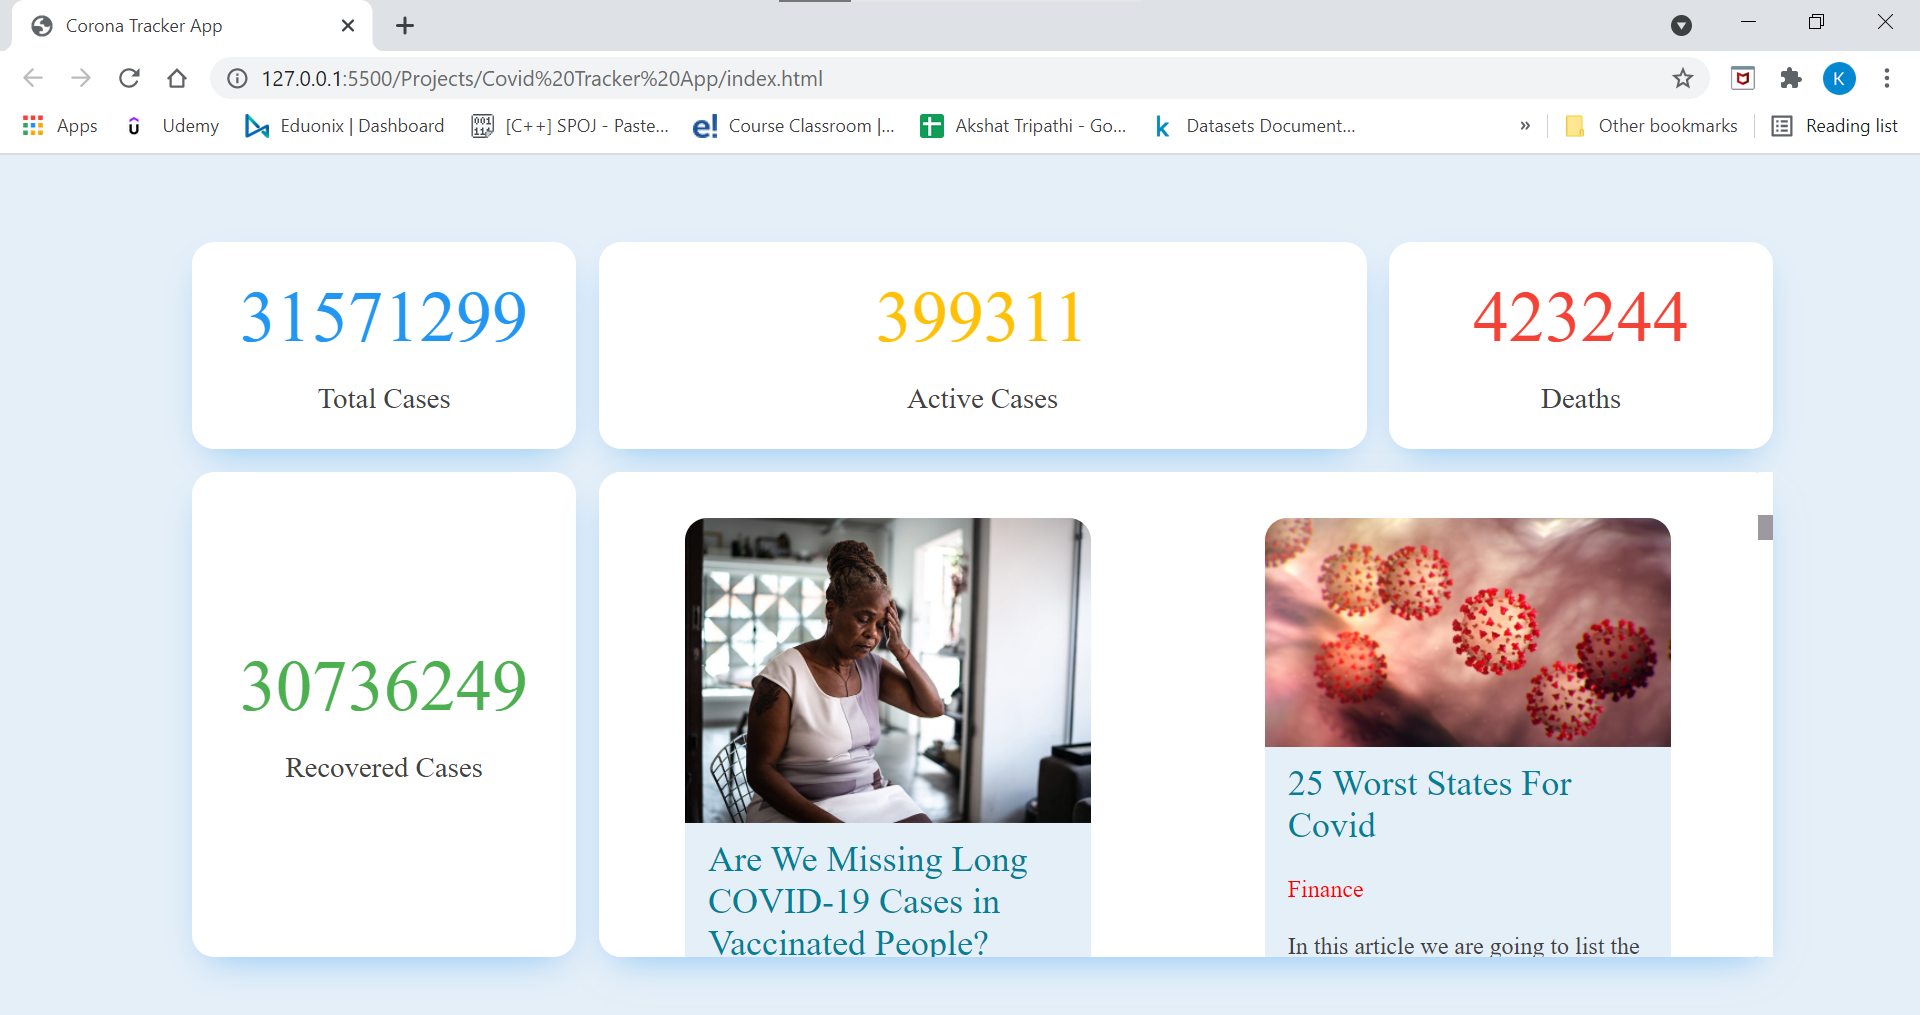 Corona Tracker App
127.0.0.1:5500/Projects/Covid%20Tracker%20App/index.html
K
Apps
Udemy
Eduonix | Dashboard
[C++] SPOJ - Paste...
e! Course Classroom |...
Akshat Tripathi - Go...
k Datasets Document...
»
Other bookmarks
Reading list
31571299
Total Cases
399311
Active Cases
423244
Deaths
30736249
Recovered Cases
Are We Missing Long
COVID-19 Cases in
Vaccinated People?
25 Worst States For
Covid
Finance
In this article we are going to list the